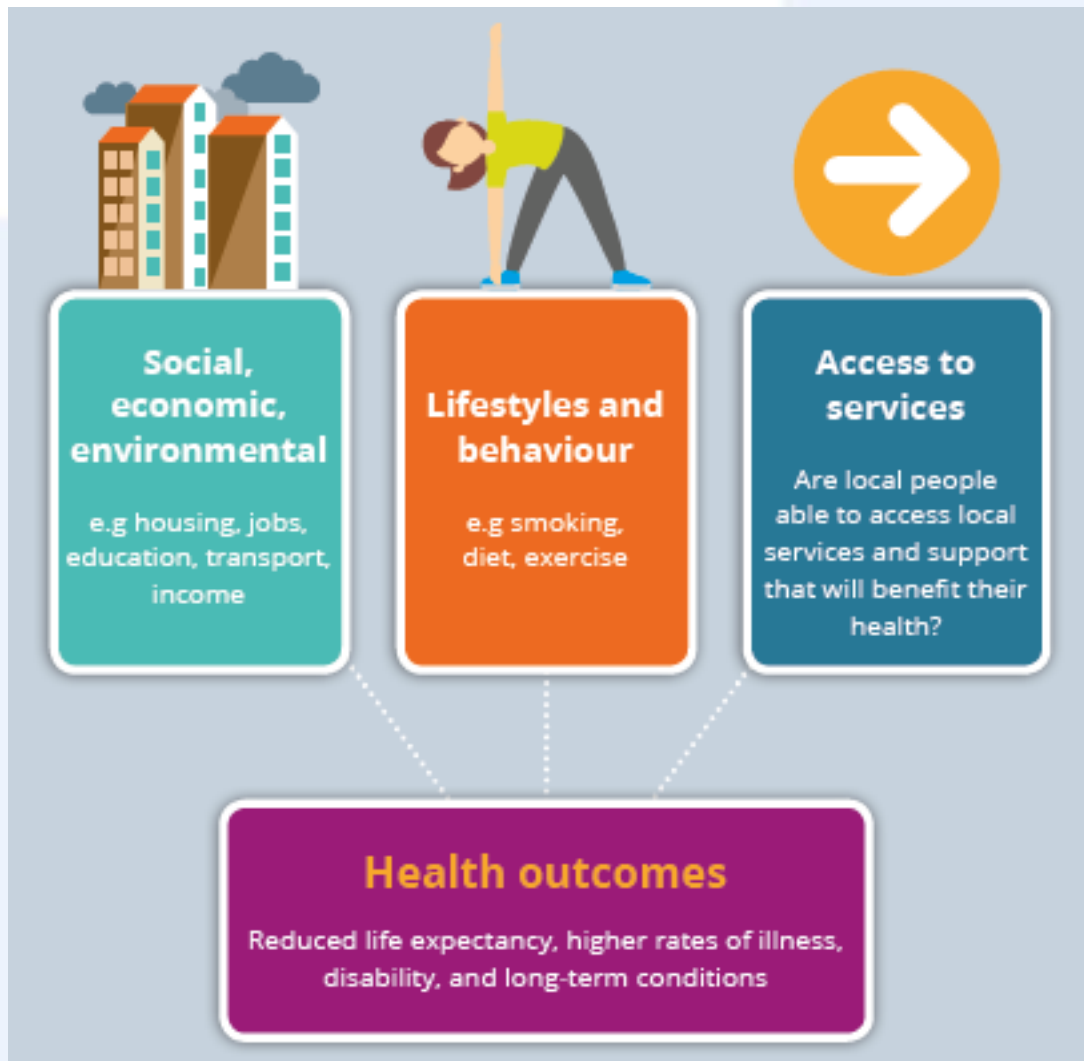 Social,
economic,
environmental
e.g housing, jobs,
education, transport,
income
Lifestyles and
behaviour
e.g smoking,
diet, exercise
Access to
services
Are local people
able to access local
services and support
that will benefit their
health?
Health outcomes
Reduced life expectancy, higher rates of illness,
disability, and long-term conditions